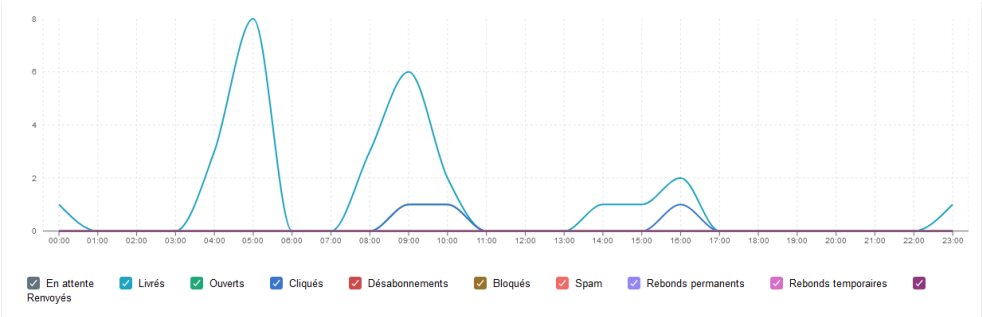 8
6
4
2
0
00:00 01:00 02:00 03:00 04:00 05:00 06:00 07:00 08:00 09:00 10:00 11:00 12:00 13:00 14:00 15:00 16:00 17:00 18:00 19:00 20:00 21:00 22:00 23:00
En attente Livrés Ouverts Cliqués Désabonnements Bloqués Spam Rebonds permanents Rebonds temporaires
Renvoyés